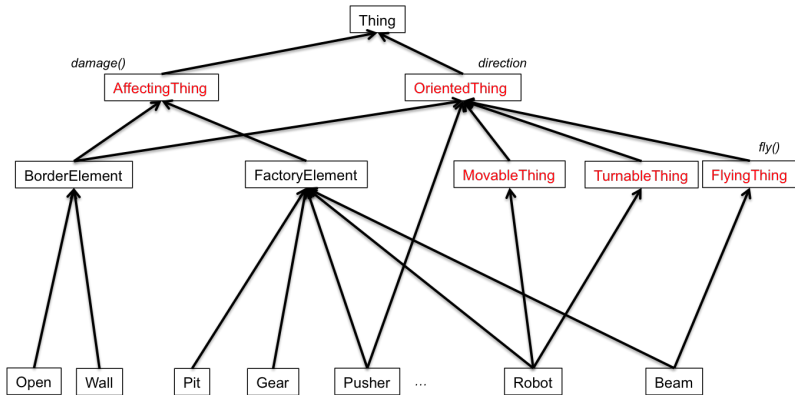 Thing
damage()
direction
AffectingThing
OrientedThing
fly()
BorderElement
FactoryElement
MovableThing
TurnableThing
FlyingThing
Open
Wall
Pit
Gear
Pusher
...
Robot
Beam